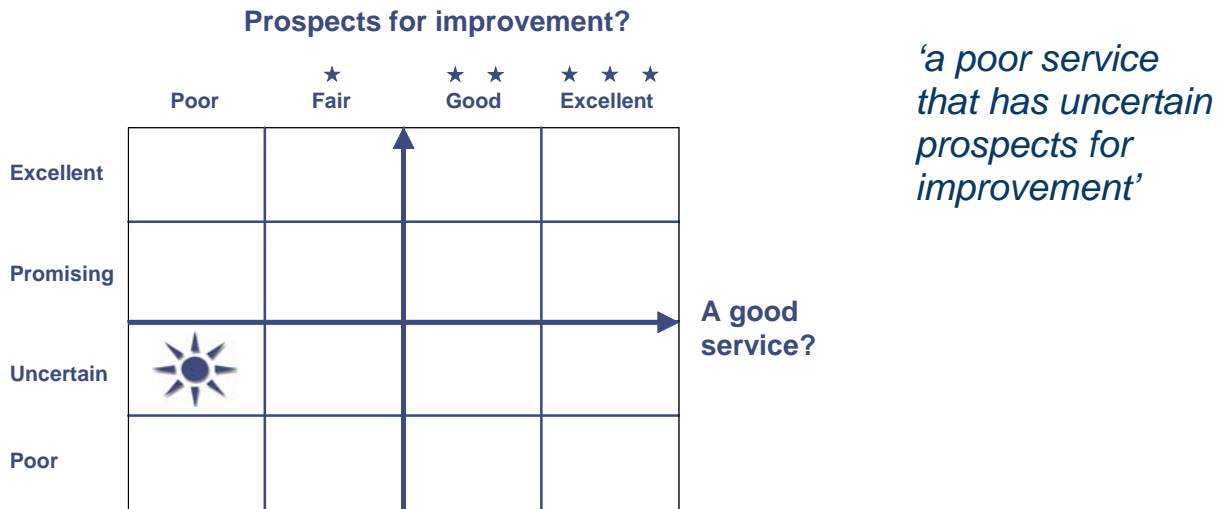 Prospects for improvement?
‘a poor service
that has uncertain
prospects for
improvement’
★ ★ ★ ★ ★ ★
Poor Fair Good Excellent
Excellent
Promising
A good
service?
Uncertain
Poor